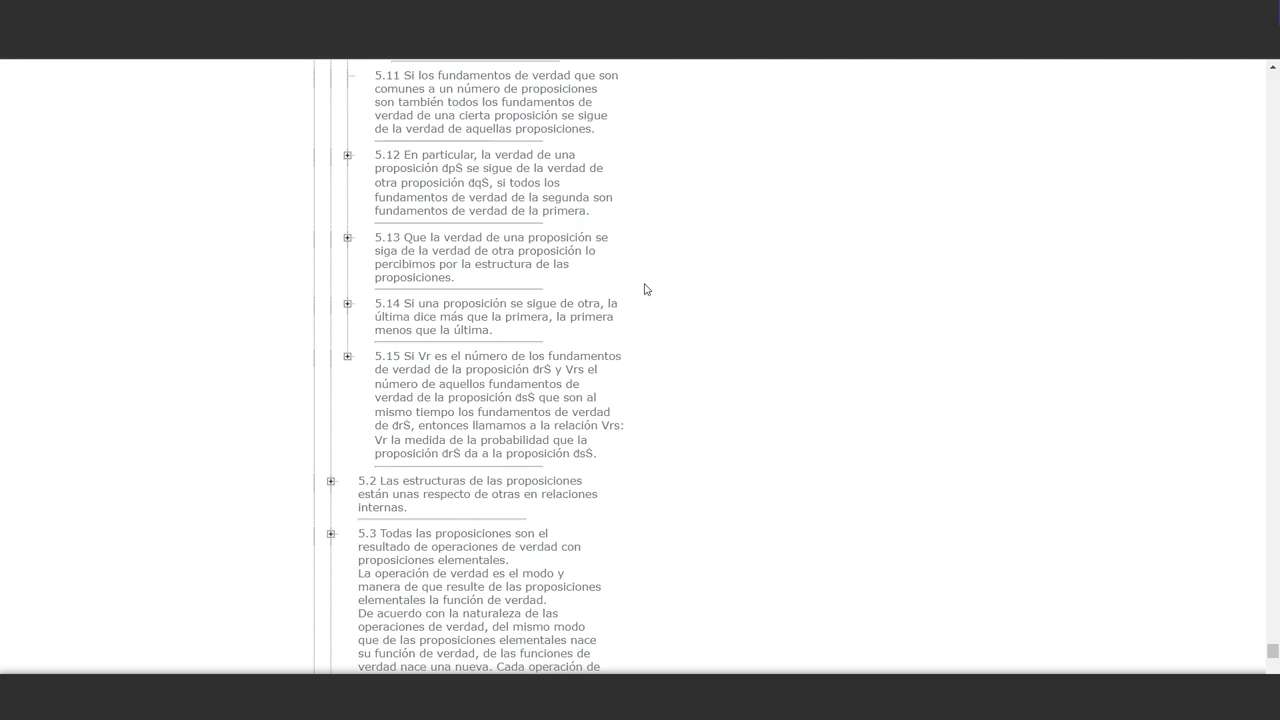 5.11 Si los fundamentos de verdad que son
comunes a un número de proposiciones
son también todos los fundamentos de
verdad de una cierta proposición se sigue
de la verdad de aquellas proposiciones.
5.12 En particular, la verdad de una
proposición đpŠ se sigue de la verdad de
otra proposición đqŠ, si todos los
fundamentos de verdad de la segunda son
fundamentos de verdad de la primera.
5.13 Que la verdad de una proposición se
siga de la verdad de otra proposición lo
percibimos por la estructura de las
proposiciones.
5.14 Si una proposición se sigue de otra, la
última dice más que la primera, la primera
menos que la última.
5.15 Si Vr es el número de los fundamentos
de verdad de la proposición đrŠ y Vrs el
número de aquellos fundamentos de
verdad de la proposición đsŠ que son al
mismo tiempo los fundamentos de verdad
de đrŠ, entonces llamamos a la relación Vrs:
Vr la medida de la probabilidad que la
proposición đrŠ da a la proposición đsŠ.
5.2 Las estructuras de las proposiciones
están unas respecto de otras en relaciones
internas.
5.3 Todas las proposiciones son el
resultado de operaciones de verdad con
proposiciones elementales.
La operación de verdad es el modo y
manera de que resulte de las proposiciones
elementales la función de verdad.
De acuerdo con la naturaleza de las
operaciones de verdad, del mismo modo
que de las proposiciones elementales nace
su función de verdad, de las funciones de
verdad nace una nueva. Cada operación de